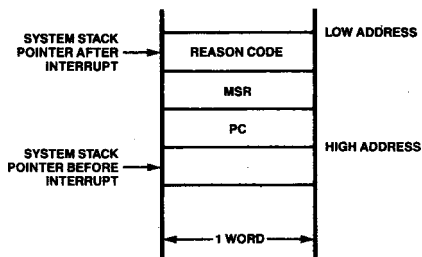 LOW ADDRESS
SYSTEM STACK
POINTER AFTER
INTERRUPT
REASON CODE
MSR
PC
HIGH ADDRESS
SYSTEM STACK
POINTER BEFORE
INTERRUPT
1 WORD